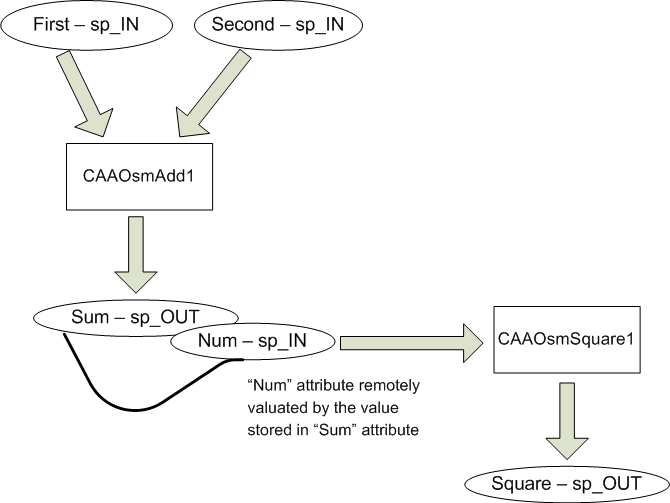 First – sp_IN
Second – sp_IN
CAAOsmAdd1
Sum – sp_OUT
Num – sp_IN
CAAOsmSquare1
“Num” attribute remotely
valuated by the value
stored in “Sum” attribute
Square – sp_OUT